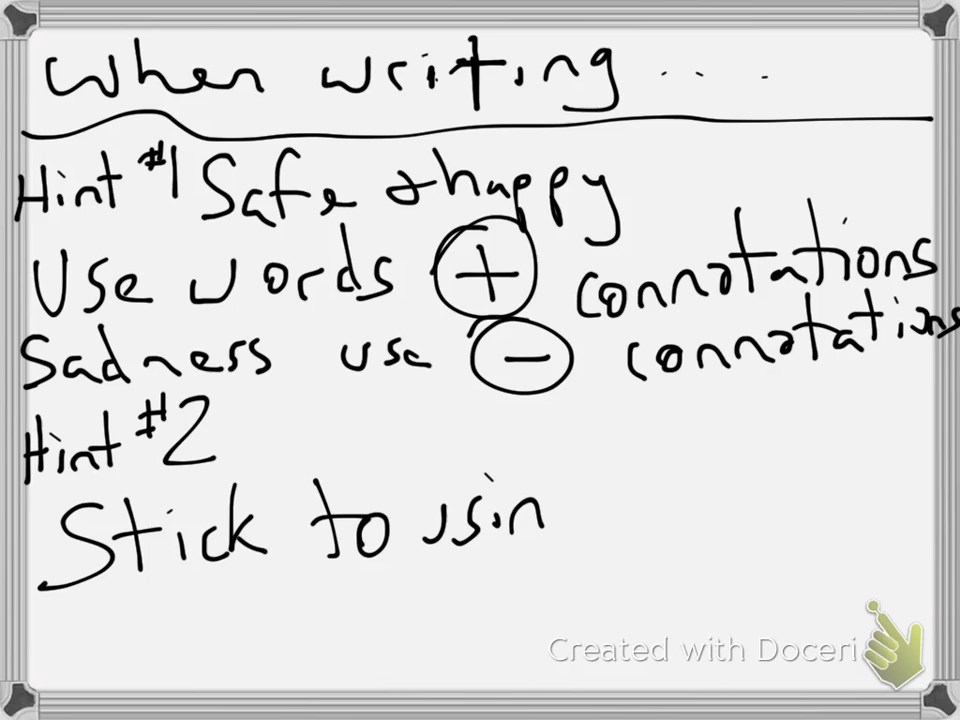 When writing ....
Hint #1 Safe & happy
Use words + connotations
Sadness use - connotations
Hint #2
Stick to usin
Created with Doceri